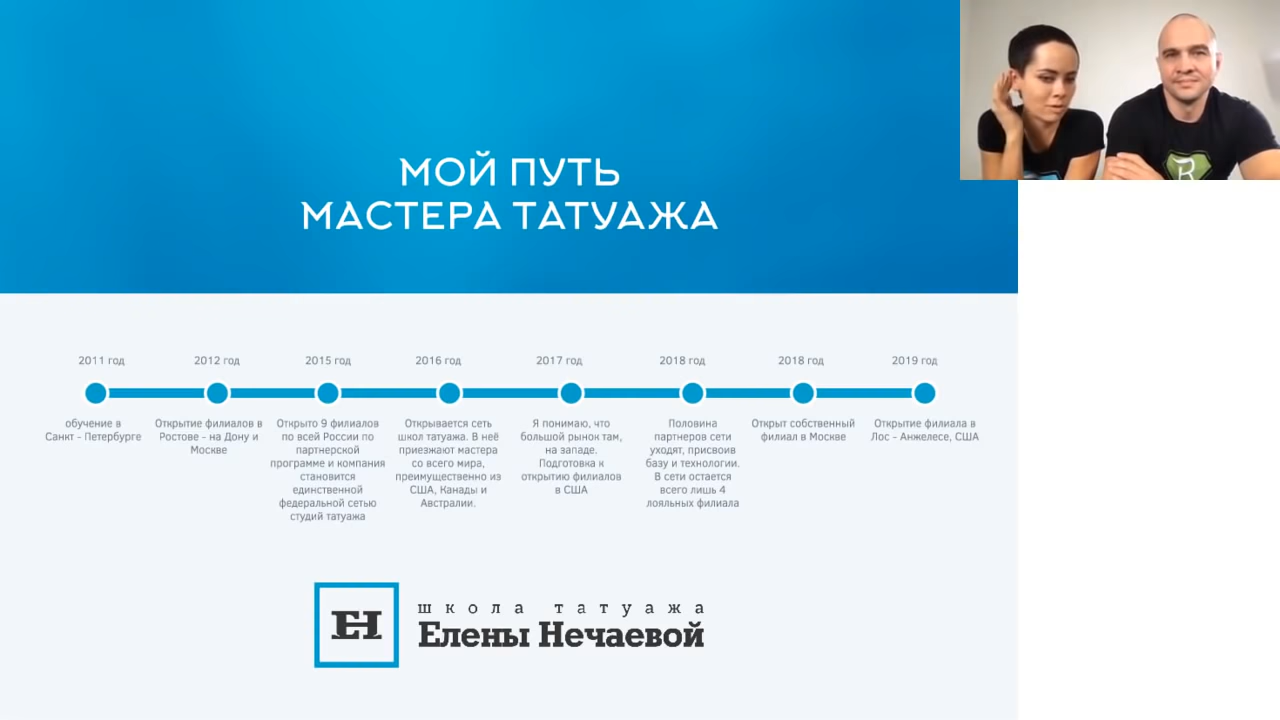 МОЙ ПУТЬ
МАСТЕРА ТАТУАЖА
2011 год
обучение в
Санкт - Петербурге
2012 год
Открытие филиалов в
Ростове - на Дону и
Москве
2015 год
Открыто 9 филиалов
по всей России по
партнерской
программе и компания
становится
единственной
федеральной сетью
студий татуажа
2016 год
Открывается сеть
школ татуажа. В неё
приезжают мастера
со всего мира,
преимущественно из
США, Канады и
Австралии.
2017 год
Я понимаю, что
большой рынок там,
на западе.
Подготовка к
открытию филиалов
в США
2018 год
Половина
партнеров сети
уходят, присвоив
базу и технологии.
В сети остается
всего лишь 4
лояльных филиала
2018 год
Открыт собственный
филиал в Москве
2019 год
Открытие филиала в
Лос - Анжелесе, США
ЕН
школа татуажа
Елены Нечаевой
R